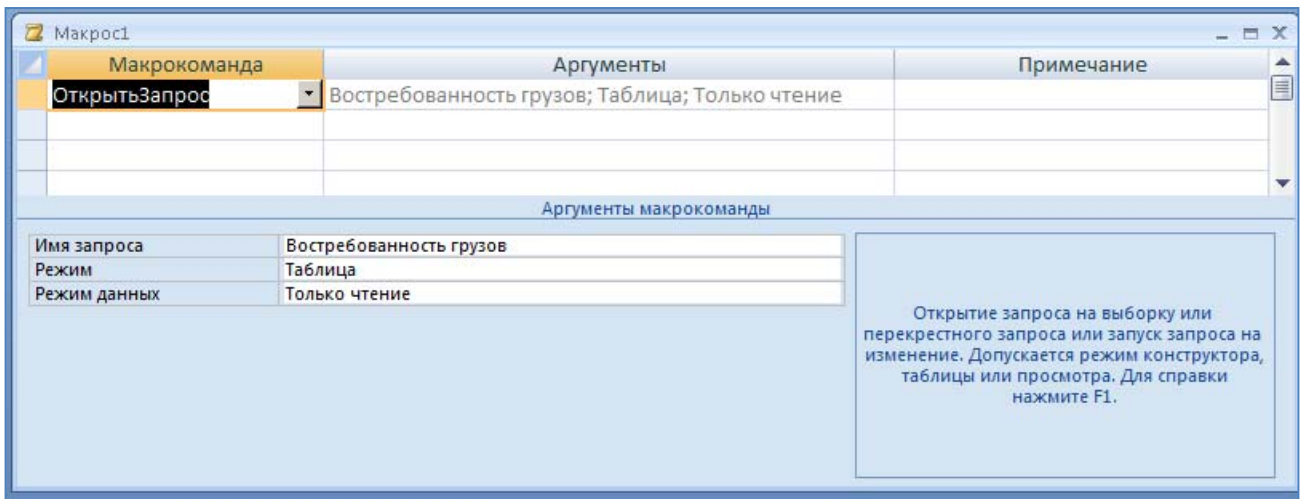 Макрос1
Макрокоманда Аргументы Примечание
ОткрытьЗапрос Востребованность грузов; Таблица; Только чтение
Аргументы макрокоманды
Имя запроса Востребованность грузов
Режим Таблица
Режим данных Только чтение
Открытие запроса на выборку или
перекрестного запроса или запуск запроса на
изменение. Допускается режим конструктора,
таблицы или просмотра. Для справки
нажмите F1.